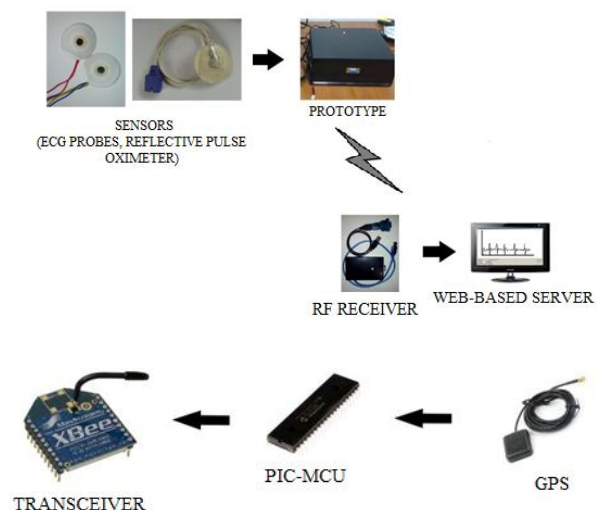 SENSORS
(ECG PROBES, REFLECTIVE PULSE
OXIMETER)
PROTOTYPE
RF RECEIVER
WEB-BASED SERVER
XBee
TRANSCEIVER
PIC-MCU
GPS